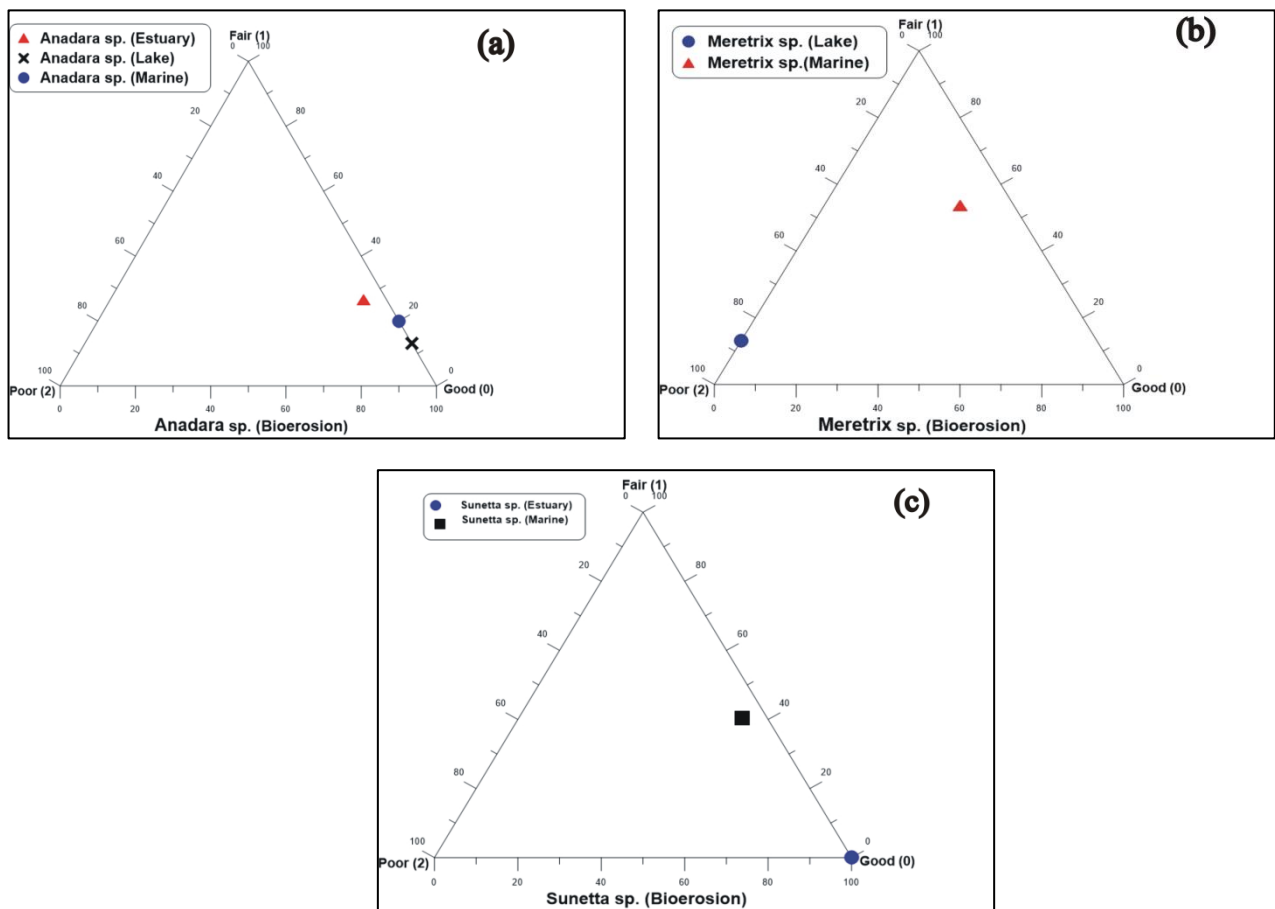 (a)
Anadara sp. (Estuary)
Anadara sp. (Lake)
Anadara sp. (Marine)
Fair (1)
0 100
20 80
40 60
60 40
80 20
100 0
Poor (2) Good (0)
0 20 40 60 80 100
Anadara sp. (Bioerosion)
(b)
Meretrix sp. (Lake)
Meretrix sp.(Marine)
Fair (1)
0 100
20 80
40 60
60 40
80 20
100 0
Poor (2) Good (0)
0 20 40 60 80 100
Meretrix sp. (Bioerosion)
(c)
Sunetta sp. (Estuary)
Sunetta sp. (Marine)
Fair (1)
0 100
20 80
40 60
60 40
80 20
100 0
Poor (2) Good (0)
0 20 40 60 80 100
Sunetta sp. (Bioerosion)